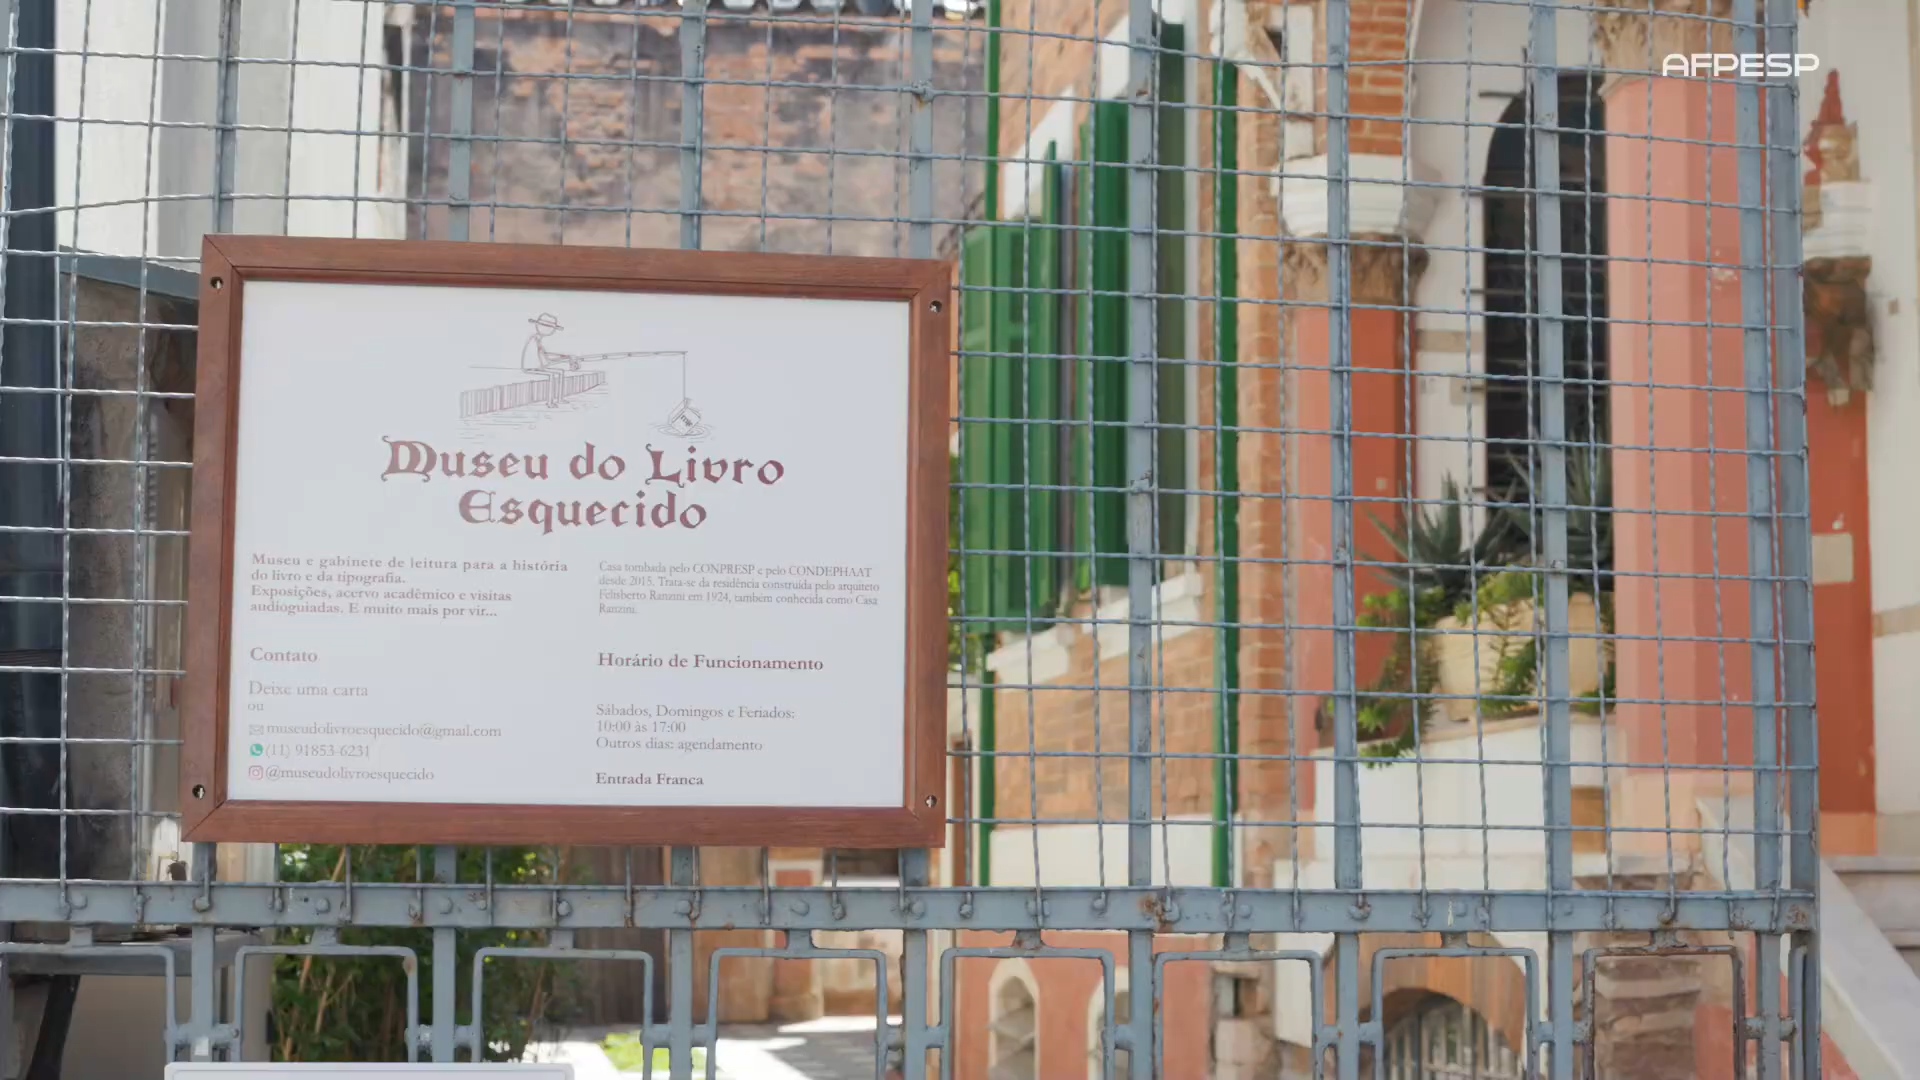 AFPESP
Museu do Livro
Esquecido
Museu e gabinete de leitura para a história
do livro e da tipografia.
Exposições, acervo acadêmico e visitas
audioguiadas. E muito mais por vir...
Casa tombada pelo CONPRESP e pelo CONDEPHAAT
desde 2015. Trata-se da residência construída pelo arquiteto
Felisberto Ranzini em 1924, também conhecida como Casa
Ranzini.
Contato
Deixe uma carta
ou
museudolivroesquecido@gmail.com
(11) 91853-6231
@museudolivroesquecido
Horário de Funcionamento
Sábados, Domingos e Feriados:
10:00 às 17:00
Outros dias: agendamento
Entrada Franca